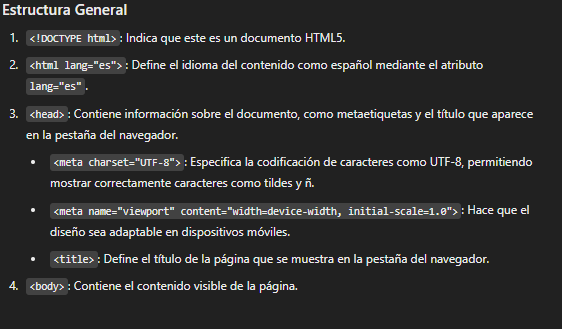 Estructura General
1. <!DOCTYPE html>: Indica que este es un documento HTML5.
2. <html lang="es">: Define el idioma del contenido como español mediante el atributo
lang="es".
3. <head>: Contiene información sobre el documento, como metaetiquetas y el título que aparece
en la pestaña del navegador.
• <meta charset="UTF-8">: Especifica la codificación de caracteres como UTF-8, permitiendo
mostrar correctamente caracteres como tildes y ñ.
• <meta name="viewport" content="width=device-width, initial-scale=1.0">: Hace que el
diseño sea adaptable en dispositivos móviles.
• <title>: Define el título de la página que se muestra en la pestaña del navegador.
4. <body>: Contiene el contenido visible de la página.